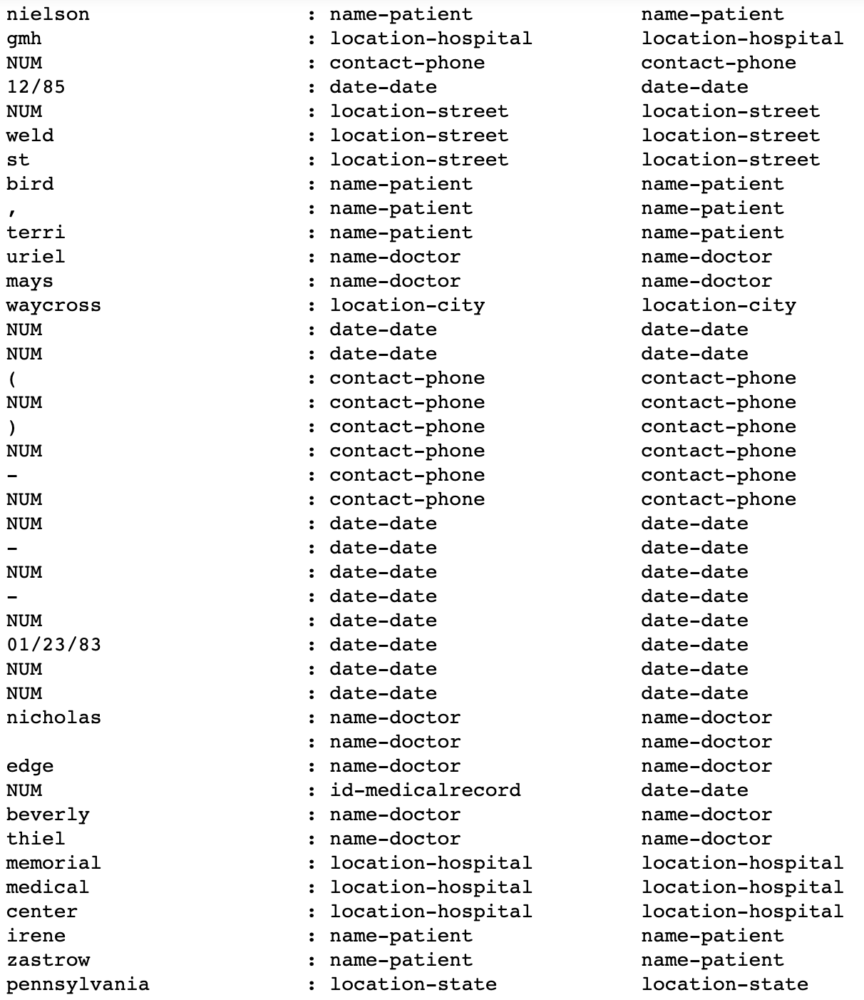 nielson : name-patient name-patient
gmh : location-hospital location-hospital
NUM : contact-phone contact-phone
12/85 : date-date date-date
NUM : location-street location-street
weld : location-street location-street
st : location-street location-street
bird : name-patient name-patient
, : name-patient name-patient
terri : name-patient name-patient
uriel : name-doctor name-doctor
mays : name-doctor name-doctor
waycross : location-city location-city
NUM : date-date date-date
NUM : date-date date-date
( : contact-phone contact-phone
NUM : contact-phone contact-phone
) : contact-phone contact-phone
NUM : contact-phone contact-phone
- : contact-phone contact-phone
NUM : contact-phone contact-phone
NUM : date-date date-date
- : date-date date-date
NUM : date-date date-date
- : date-date date-date
NUM : date-date date-date
01/23/83 : date-date date-date
NUM : date-date date-date
NUM : date-date date-date
nicholas : name-doctor name-doctor
: name-doctor name-doctor
edge : name-doctor name-doctor
NUM : id-medicalrecord date-date
beverly : name-doctor name-doctor
thiel : name-doctor name-doctor
memorial : location-hospital location-hospital
medical : location-hospital location-hospital
center : location-hospital location-hospital
irene : name-patient name-patient
zastrow : name-patient name-patient
pennsylvania : location-state location-state